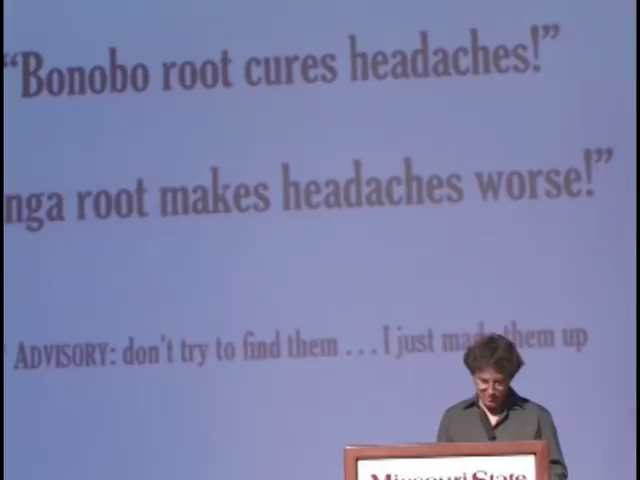 “Bonobo root cures headaches!”
nga root makes headaches worse!”
ADVISORY: don't try to find them ... I just made them up
Missouri State